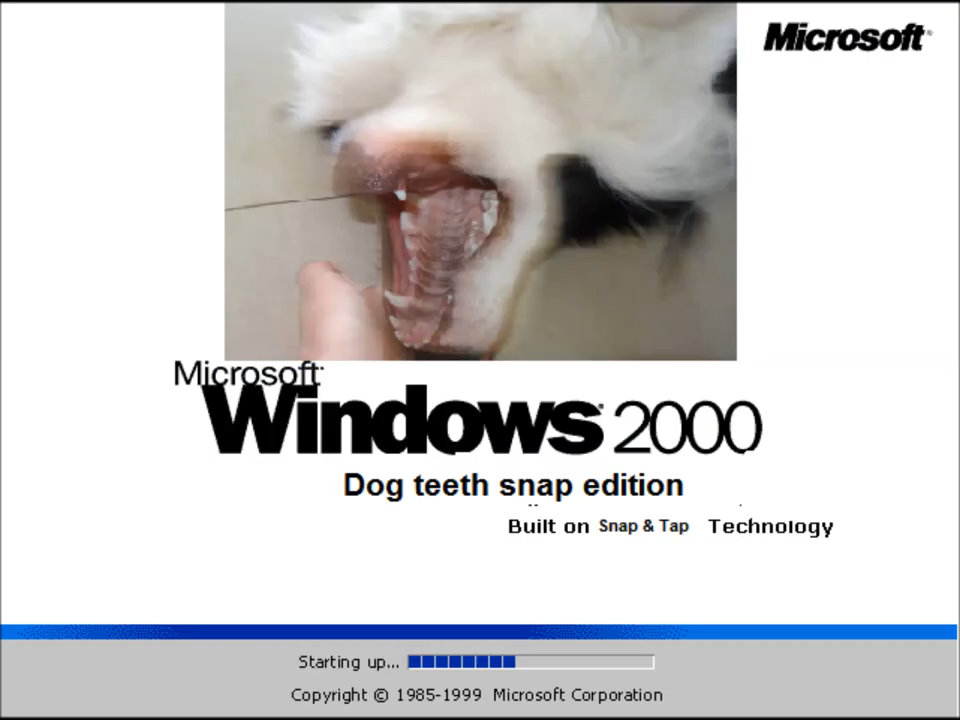 Microsoft
Microsoft
Windows 2000
Dog teeth snap edition
Built on Snap & Tap Technology
Starting up...
Copyright © 1985-1999 Microsoft Corporation